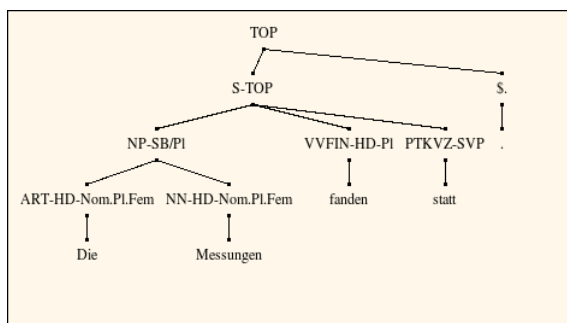 TOP
S-TOP $.
NP-SB/Pl VVFIN-HD-Pl PTKVZ-SVP .
ART-HD-Nom.Pl.Fem NN-HD-Nom.Pl.Fem fanden statt
Die Messungen